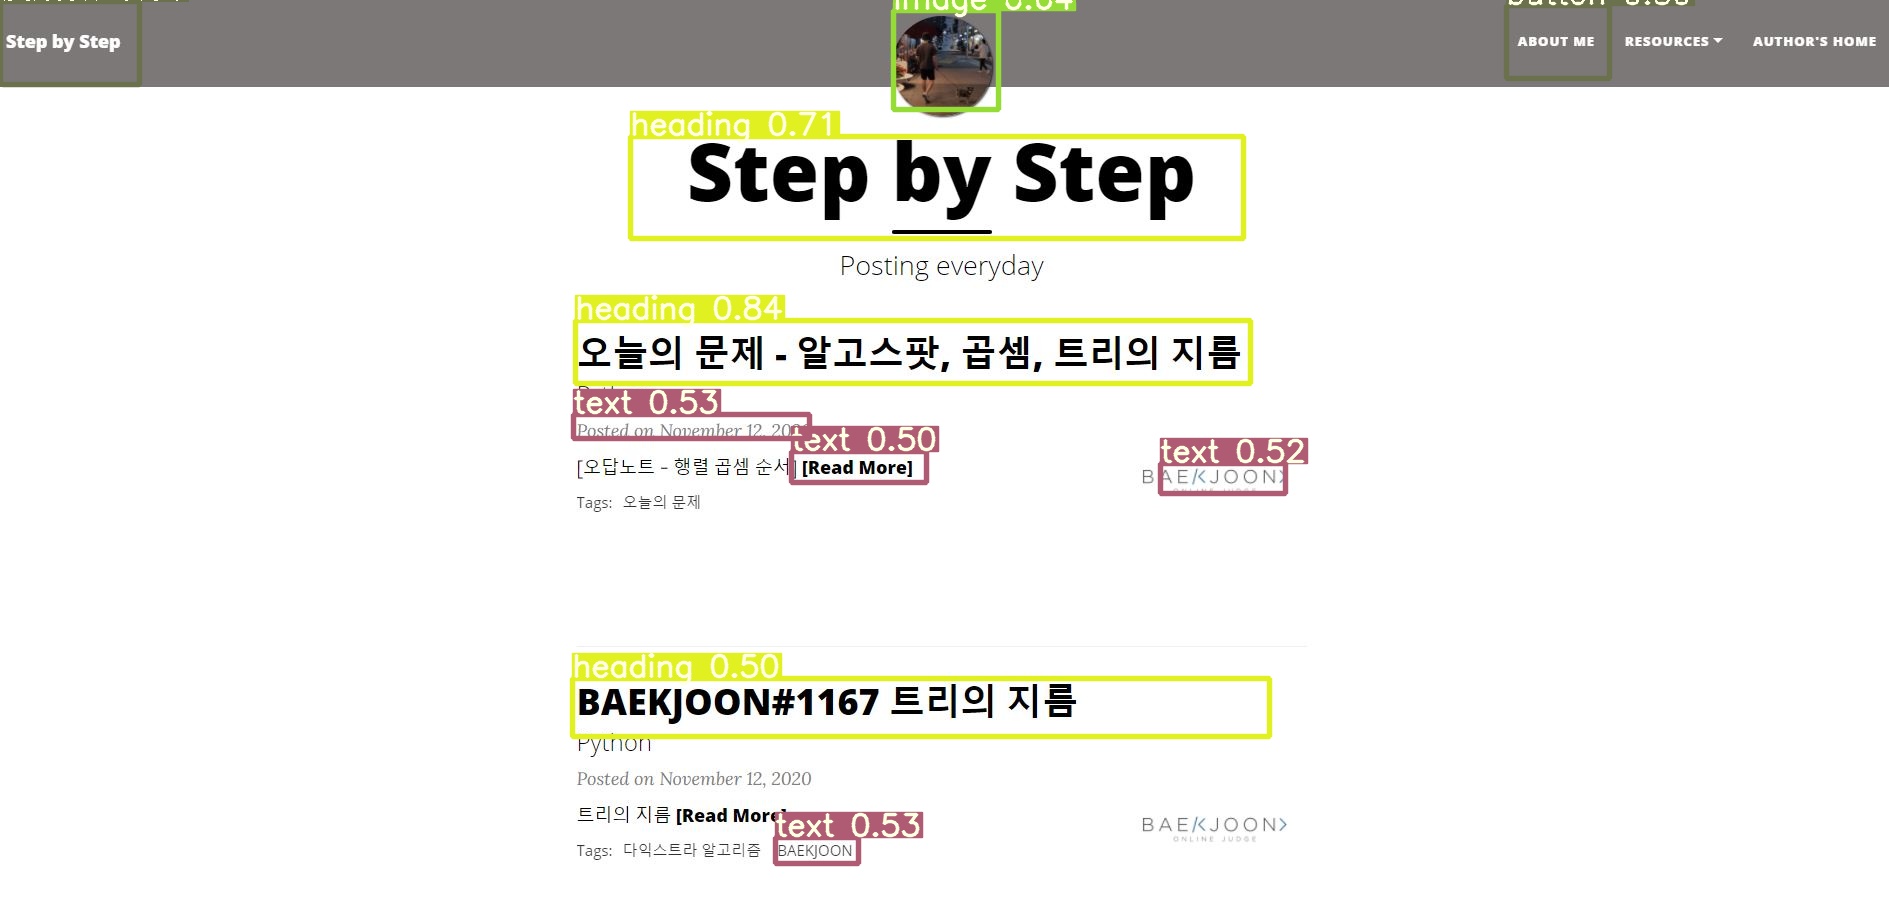 Step by Step
image 0.64
ABOUT ME
RESOURCES
AUTHOR'S HOME
heading 0.71
Step by Step
Posting everyday
heading 0.84
오늘의 문제 - 알고스팟, 곱셈, 트리의 지름
text 0.53
Posted on November 12,
text 0.50
[오답노트 - 행렬 곱셈 순서] [Read More]
text 0.52
BAEKJOON
Tags: 오늘의 문제
heading 0.50
BAEKJOON#1167 트리의 지름
Python
Posted on November 12, 2020
트리의 지름 [Read More]
BAEKJOON
ONLINE JUDGE
text 0.53
Tags: 다익스트라 알고리즘 BAEKJOON